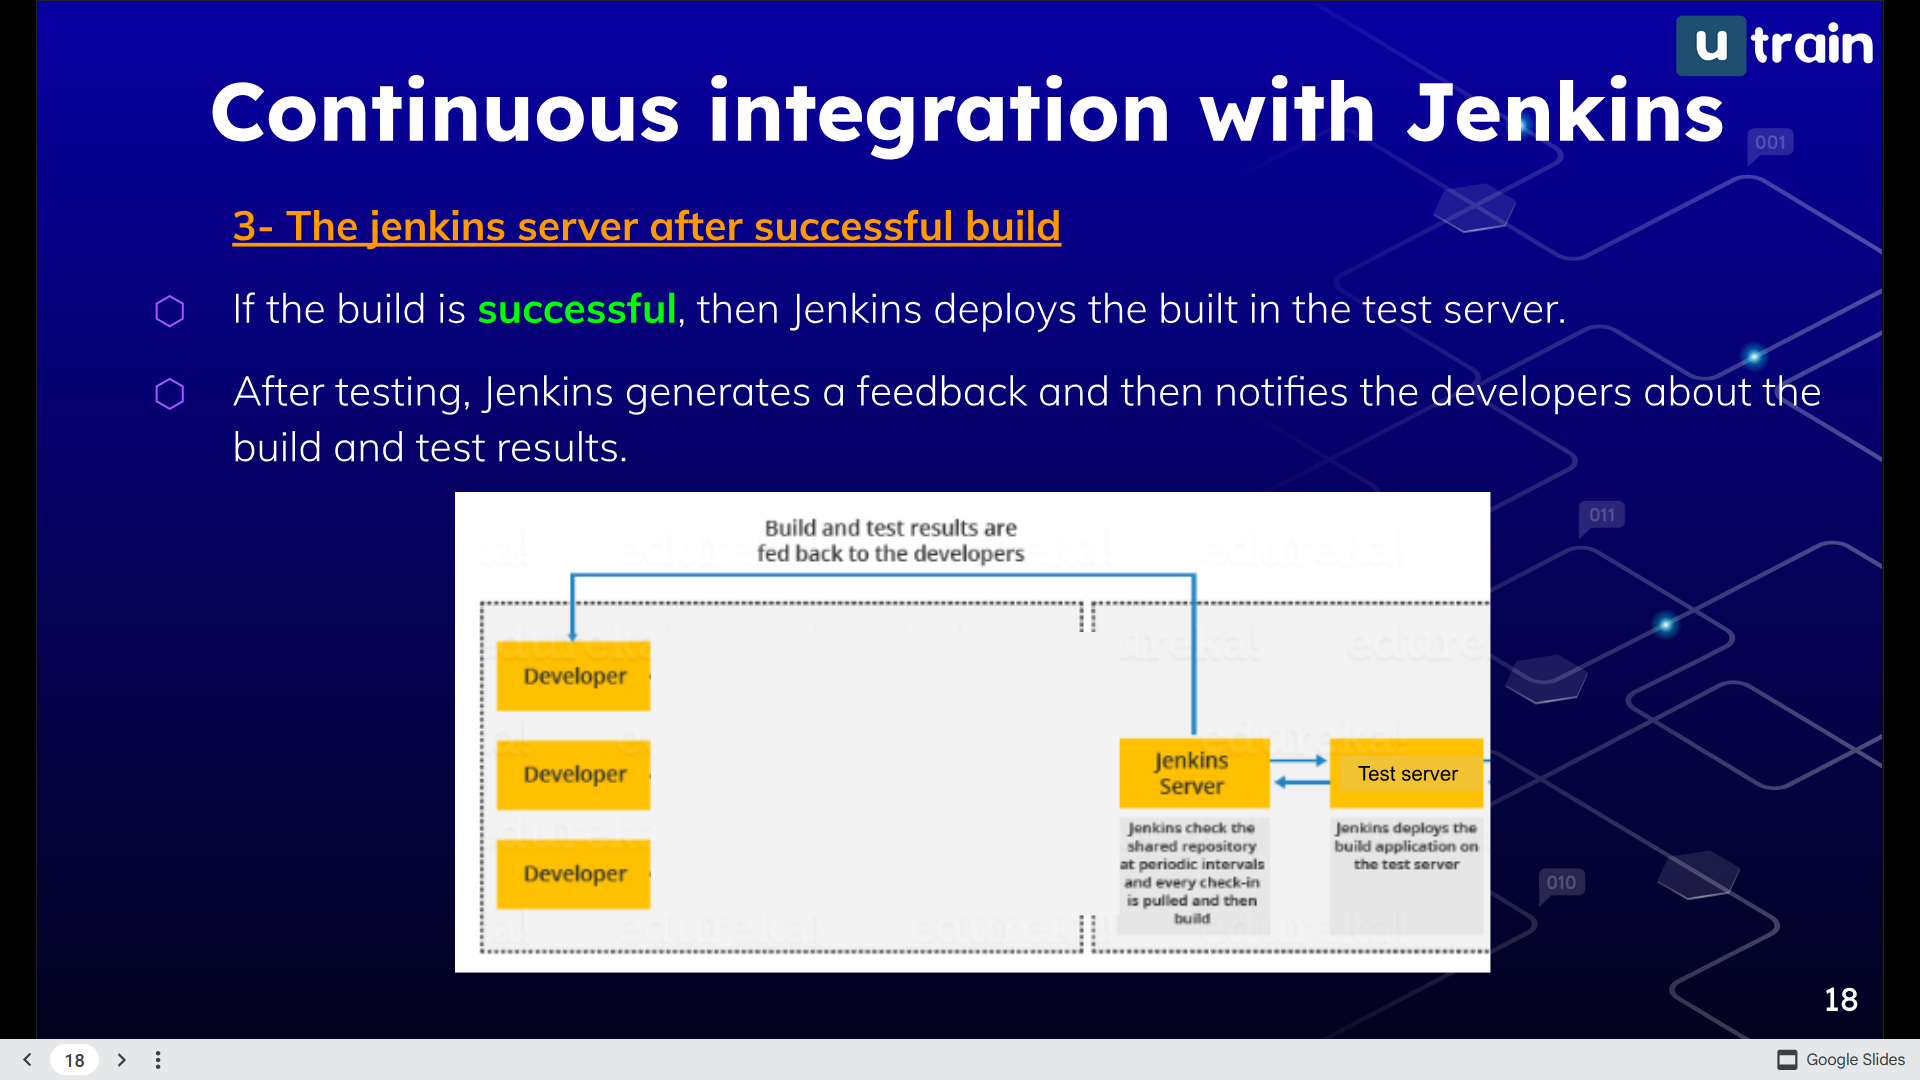 u train
Continuous integration with Jenkins
001
3- The jenkins server after successful build
If the build is successful, then Jenkins deploys the built in the test server.
After testing, Jenkins generates a feedback and then notifies the developers about the
build and test results.
011
Build and test results are
fed back to the developers
edureka!
Developer
Developer
Developer
Jenkins
Server
Test server
Jenkins check the
shared repository
at periodic intervals
and every check-in
is pulled and then
build
Jenkins deploys the
build application on
the test server
010
18
18
Google Slides